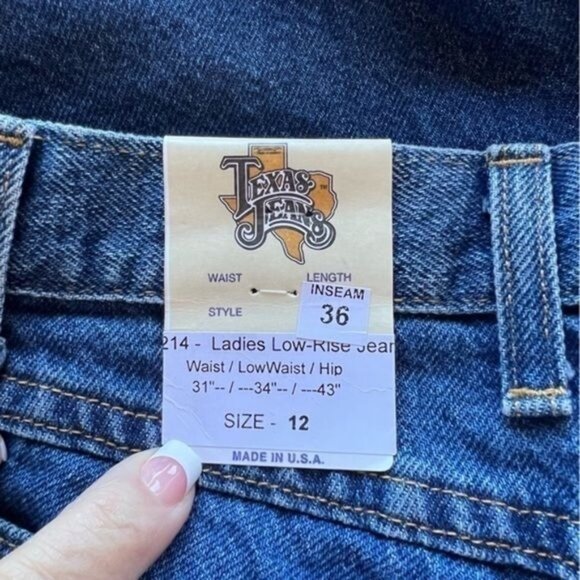 TEXAS
JEANS
TM
WAIST LENGTH
INSEAM
STYLE 36
214 - Ladies Low-Rise Jean
Waist / LowWaist / Hip
31"-- / ---34"-- / ---43"
SIZE - 12
MADE IN U.S.A.